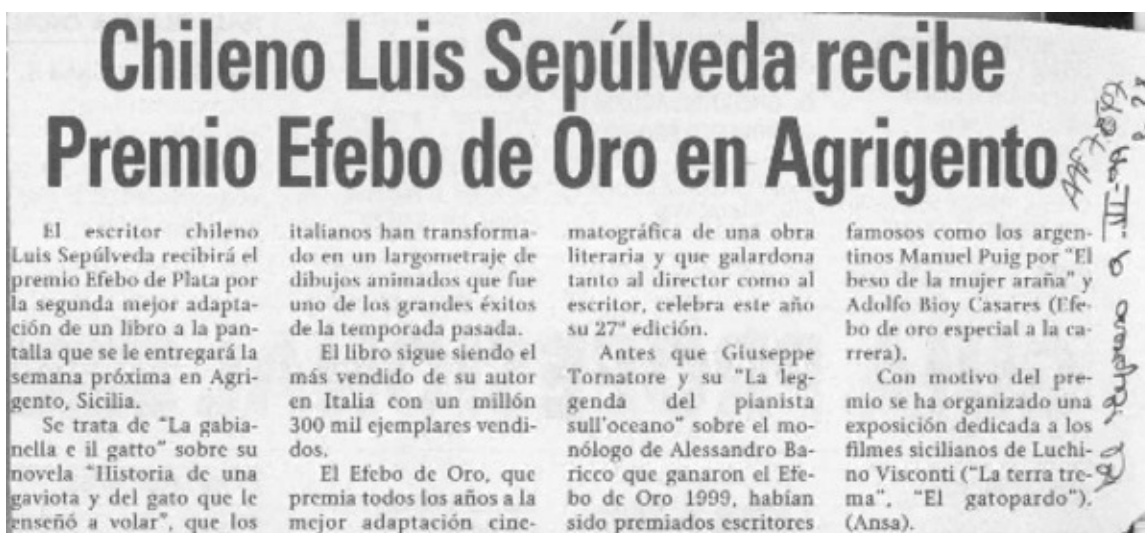 Chileno Luis Sepúlveda recibe
Premio Efebo de Oro en Agrigento
El escritor chileno
Luis Sepúlveda recibirá el
premio Efebo de Plata por
la segunda mejor adapta-
ción de un libro a la pan-
talla que se le entregará la
semana próxima en Agri-
gento, Sicilia.
Se trata de “La gabia-
nella e il gatto” sobre su
novela “Historia de una
gaviota y del gato que le
enseñó a volar”, que los
italianos han transforma-
do en un largometraje de
dibujos animados que fue
uno de los grandes éxitos
de la temporada pasada.
El libro sigue siendo el
más vendido de su autor
en Italia con un millón
300 mil ejemplares vendi-
dos.
El Efebo de Oro, que
premia todos los años a la
mejor adaptación cine-
matográfica de una obra
literaria y que galardona
tanto al director como al
escritor, celebra este año
su 27ª edición.
Antes que Giuseppe
Tornatore y su “La leg-
genda del pianista
sull'oceano” sobre el mo-
nólogo de Alessandro Ba-
ricco que ganaron el Efe-
bo de Oro 1999, habían
sido premiados escritores
famosos como los argen-
tinos Manuel Puig por “El
beso de la mujer araña” y
Adolfo Bioy Casares (Efe-
bo de oro especial a la ca-
rrera).
Con motivo del pre-
mio se ha organizado una
exposición dedicada a los
filmes sicilianos de Luchi-
no Visconti (“La terra tre-
ma”, “El gatopardo”).
(Ansa).